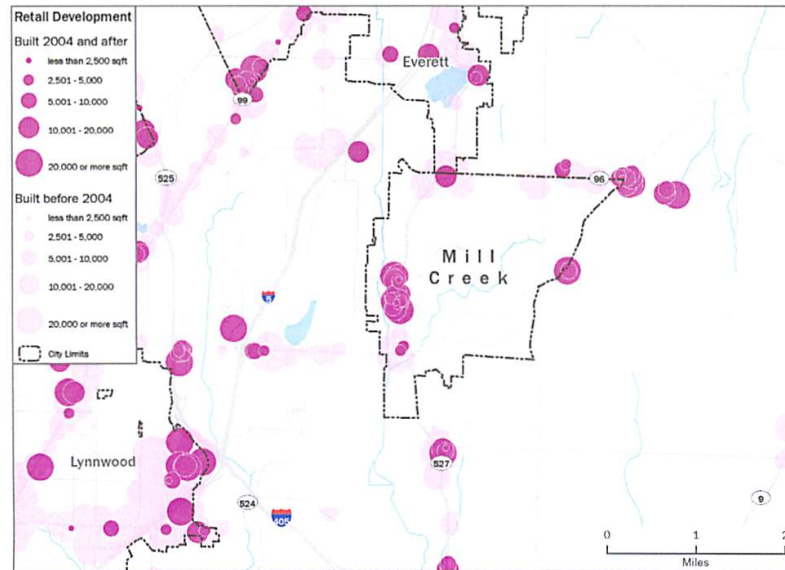 Retail Development
Built 2004 and after
less than 2,500 sqft
2.501 - 5,000
5,001 - 10,000
10,001 - 20,000
20,000 or more sqft
Built before 2004
less than 2,500 sqft
2.501 - 5,000
5,001 - 10,000
10,001 - 20,000
20,000 or more sqft
City Limits
Everett
99
525
96
Mill
Creek
5
Lynnwood
527
524
405
9
0 1 2
Miles